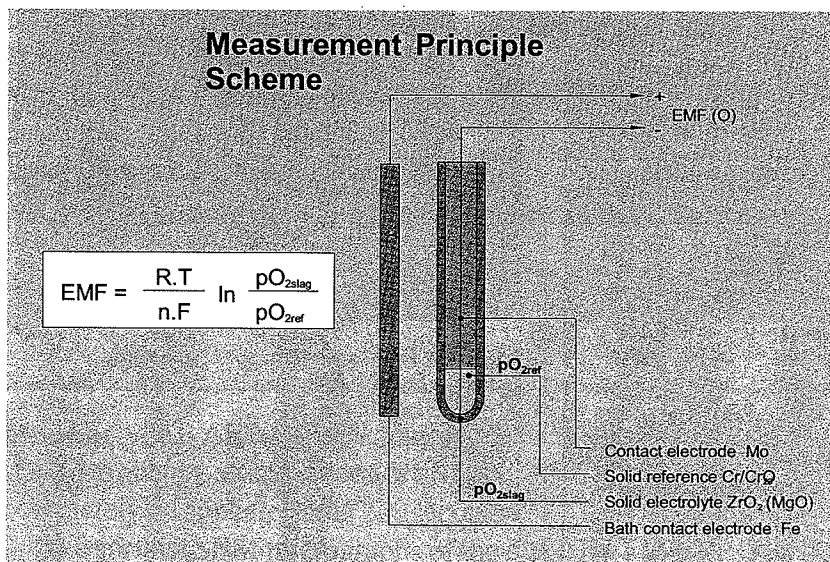 Measurement Principle
Scheme
+
EMF (O)
-
EMF = R.T / n.F ln pO2slag / pO2ref
pO2ref
Contact electrode Mo
Solid reference Cr/CrO
pO2slag
Solid electrolyte ZrO2 (MgO)
Bath contact electrode Fe